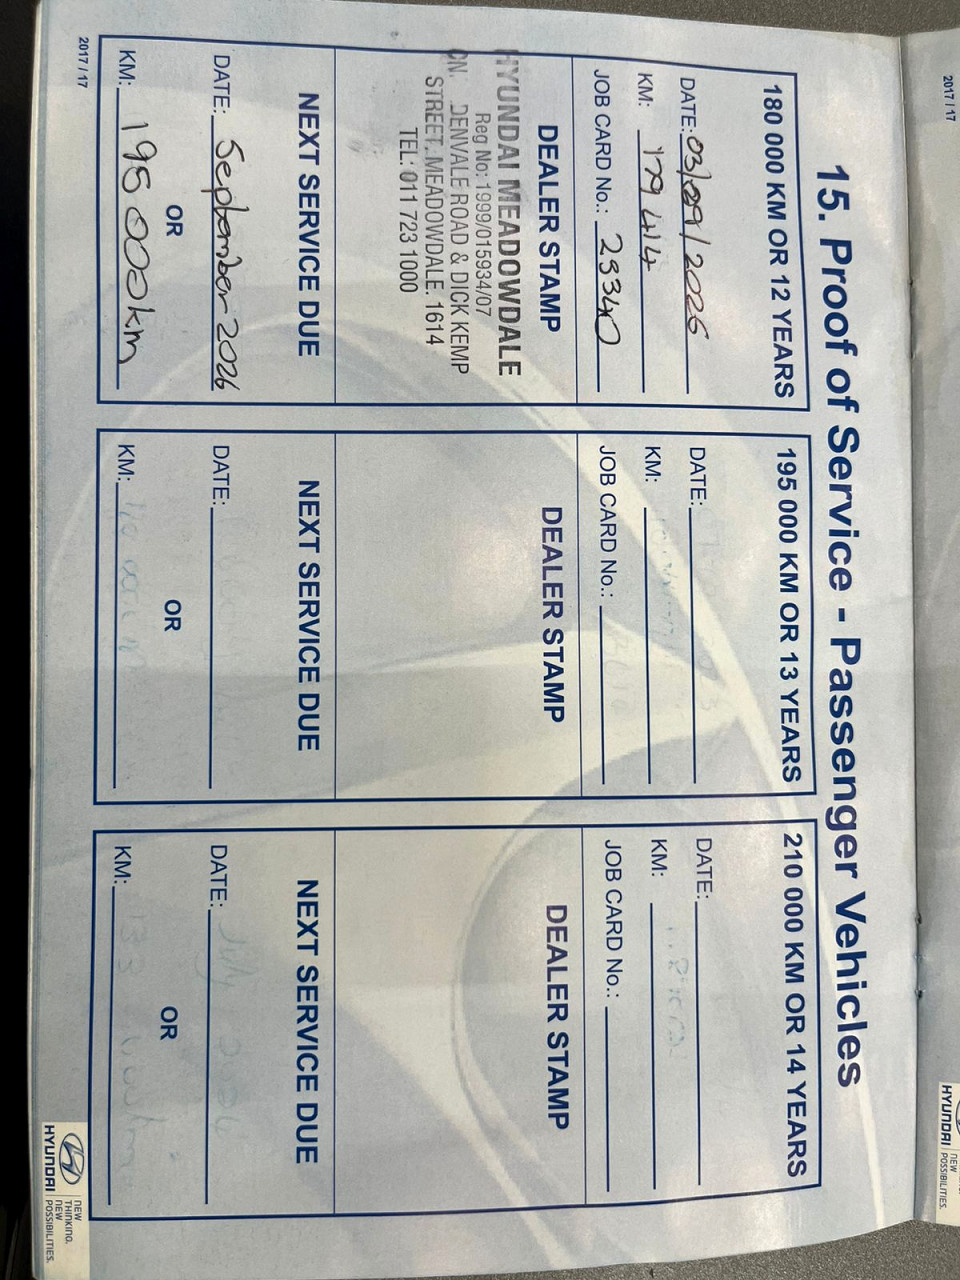 15. Proof of Service - Passenger Vehicles
180 000 KM OR 12 YEARS
DATE: 03/09/2025
KM: 179 414
JOB CARD No.: 23340
DEALER STAMP
HYUNDAI MEADOWDALE
Reg No: 1999/015934/07
CN. DENVALE ROAD & DICK KEMP
STREET. MEADOWDALE. 1614
TEL: 011 723 1000
NEXT SERVICE DUE
DATE: September 2026
OR
KM: 195 000km
195 000 KM OR 13 YEARS
DATE:
KM:
JOB CARD No.:
DEALER STAMP
NEXT SERVICE DUE
DATE:
OR
KM:
210 000 KM OR 14 YEARS
DATE:
KM:
JOB CARD No.:
DEALER STAMP
NEXT SERVICE DUE
DATE:
OR
KM:
2017 / 17
HYUNDAI
NEW
THINKING.
NEW
POSSIBILITIES.
2017 / 17
HYUNDAI
NEW
POSSIBILITIES.